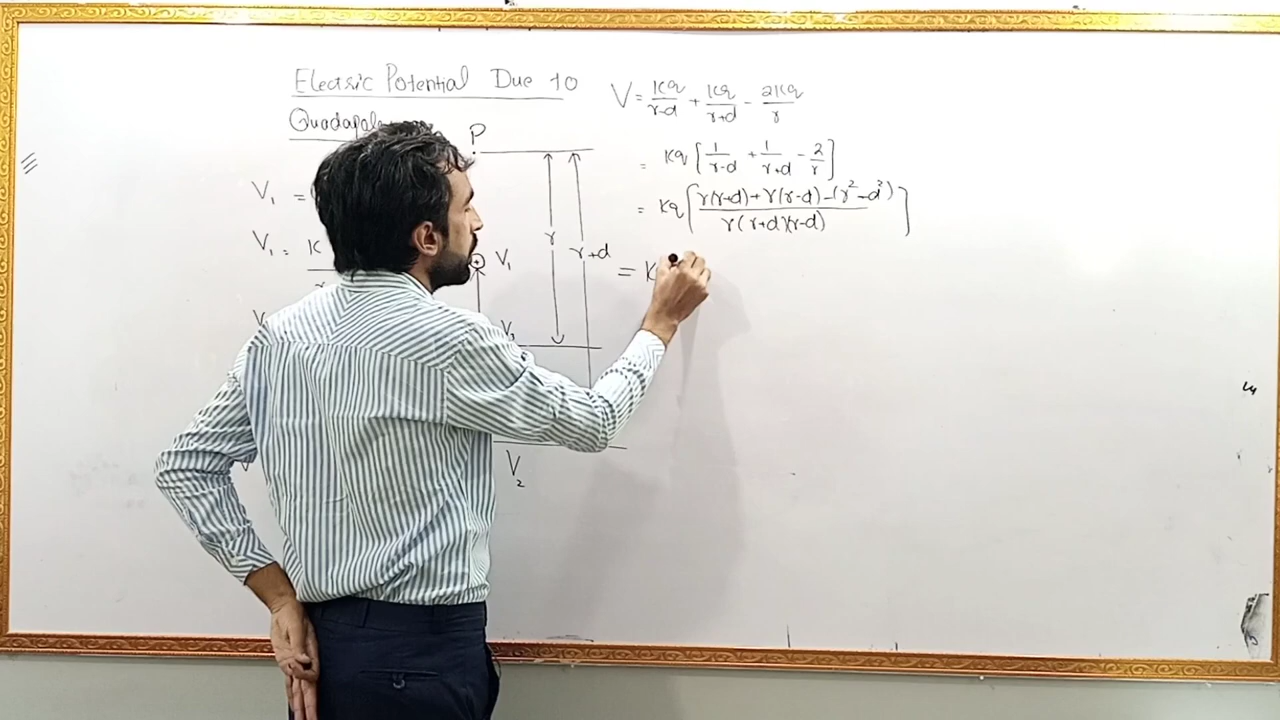 Electric Potential Due to
Quadapole
P
V₁ =
V₁ = K
V
r
r+d
+ V₁
V₃
V₂
V = Kq/(r-d) + Kq/(r+d) - 2Kq/r
= Kq [1/(r-d) + 1/(r+d) - 2/r]
= Kq [(r(r+d) + r(r-d) - (r² - d²))/(r(r+d)(r-d))]
= K